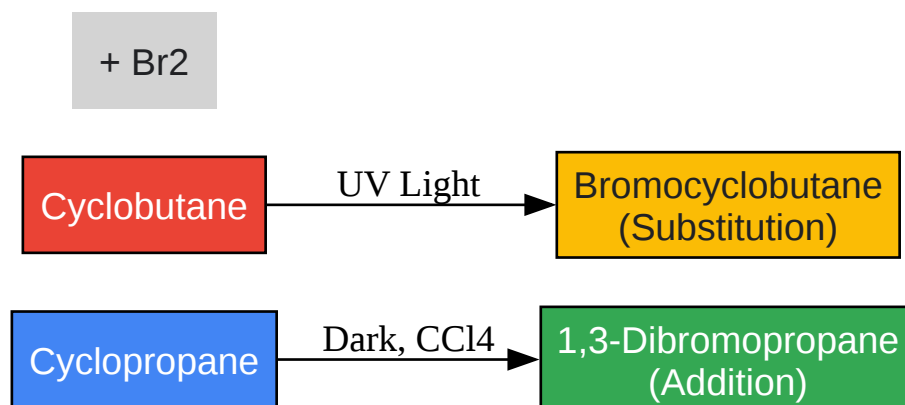 + Br2
Cyclobutane
UV Light
Bromocyclobutane
(Substitution)
Cyclopropane
Dark, CCl4
1,3-Dibromopropane
(Addition)